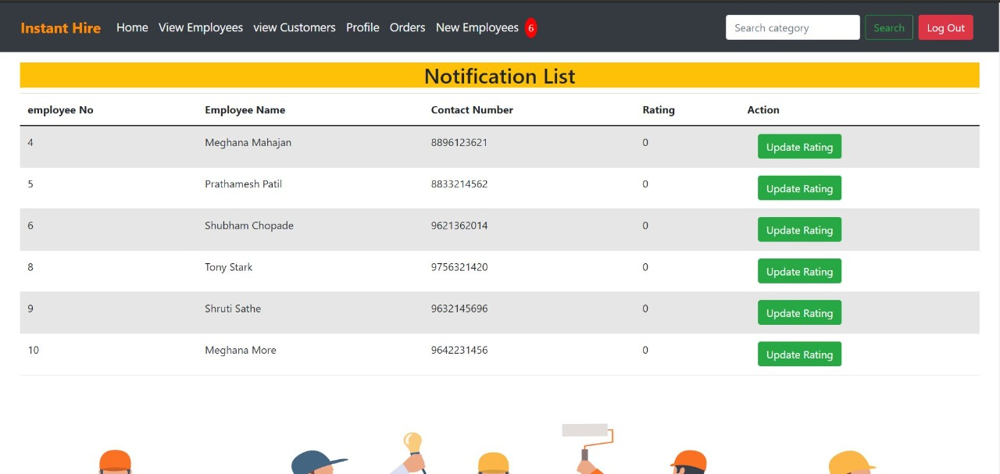 Instant Hire Home View Employees view Customers Profile Orders New Employees 6 Search category Search Log Out
Notification List
employee No Employee Name Contact Number Rating Action
4 Meghana Mahajan 8896123621 0 Update Rating
5 Prathamesh Patil 8833214562 0 Update Rating
6 Shubham Chopade 9621362014 0 Update Rating
8 Tony Stark 9756321420 0 Update Rating
9 Shruti Sathe 9632145696 0 Update Rating
10 Meghana More 9642231456 0 Update Rating